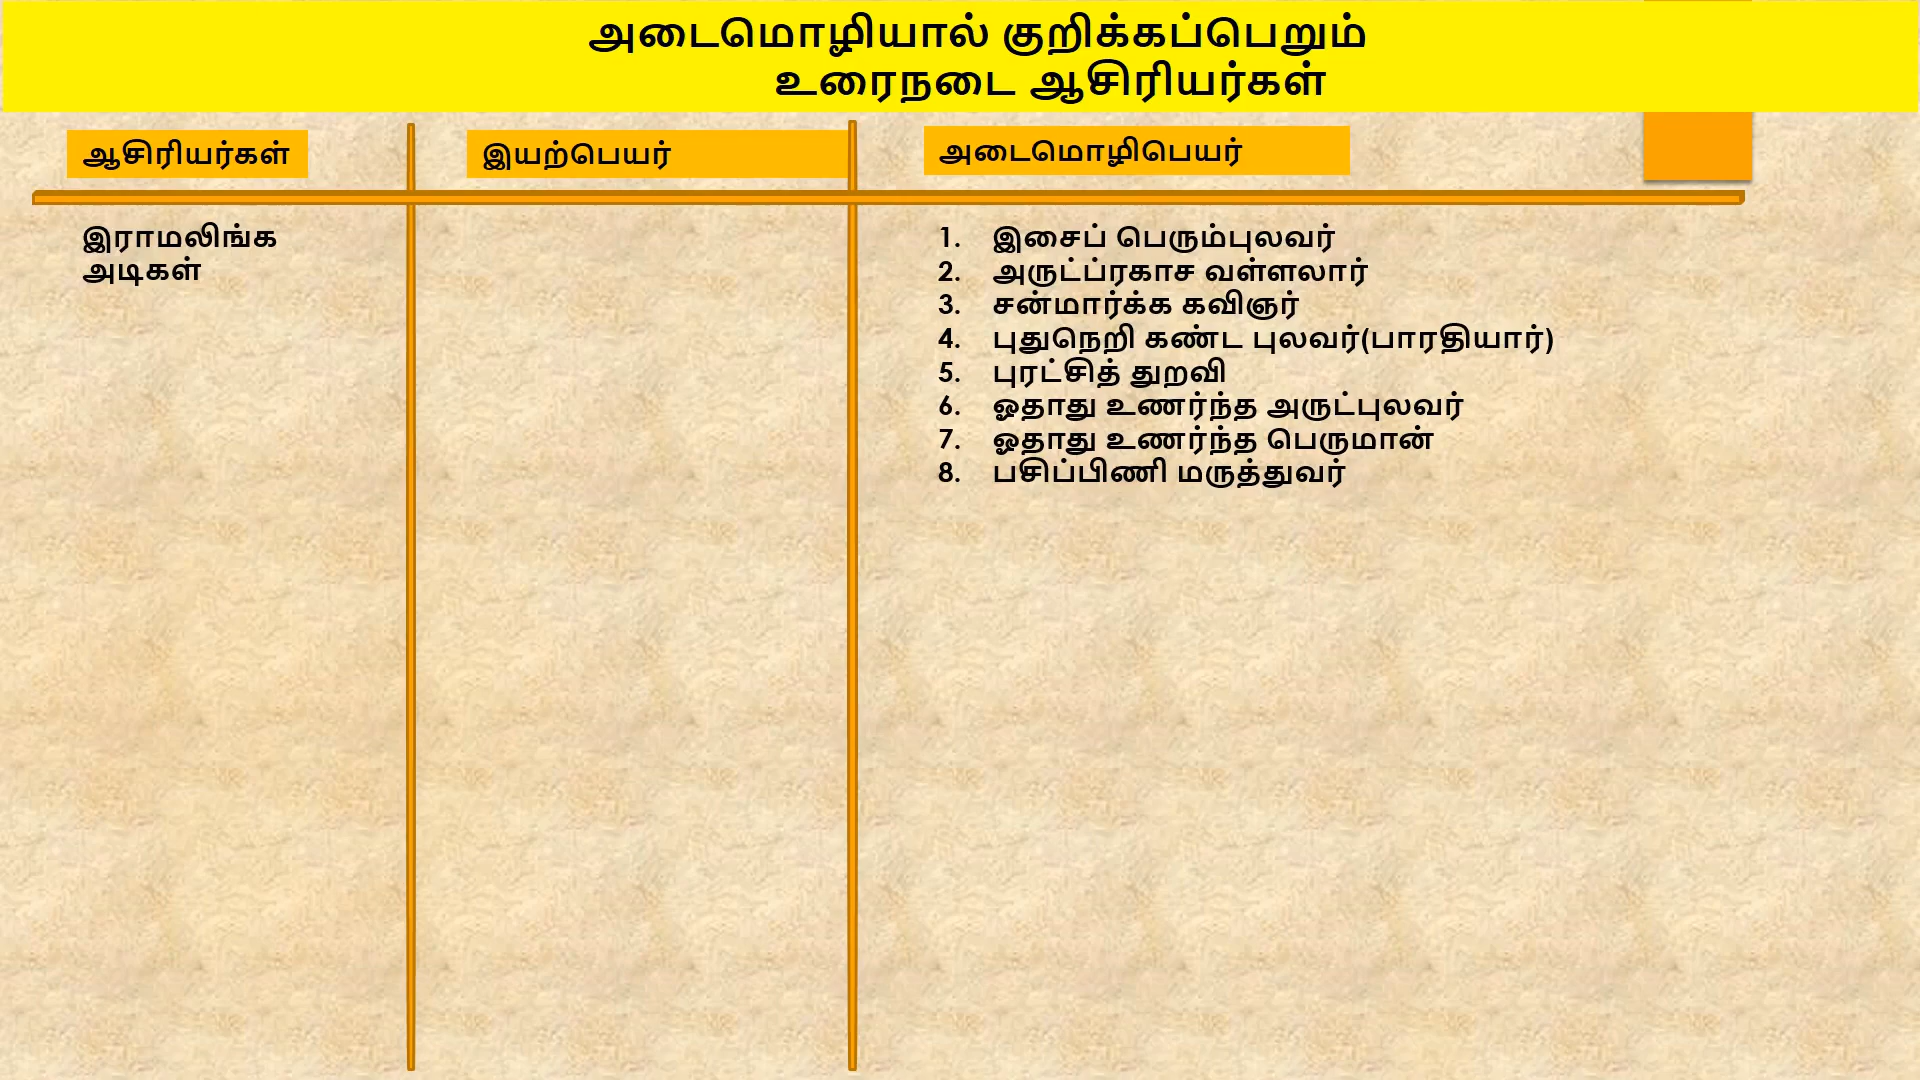 அடைமொழியால் குறிக்கப்பெறும்
உரைநடை ஆசிரியர்கள்
ஆசிரியர்கள்
இயற்பெயர்
அடைமொழிபெயர்
இராமலிங்க
அடிகள்
1. இசைப் பெரும்புலவர்
2. அருட்ப்ரகாச வள்ளலார்
3. சன்மார்க்க கவிஞர்
4. புதுநெறி கண்ட புலவர்(பாரதியார்)
5. புரட்சித் துறவி
6. ஓதாது உணர்ந்த அருட்புலவர்
7. ஓதாது உணர்ந்த பெருமான்
8. பசிப்பிணி மருத்துவர்